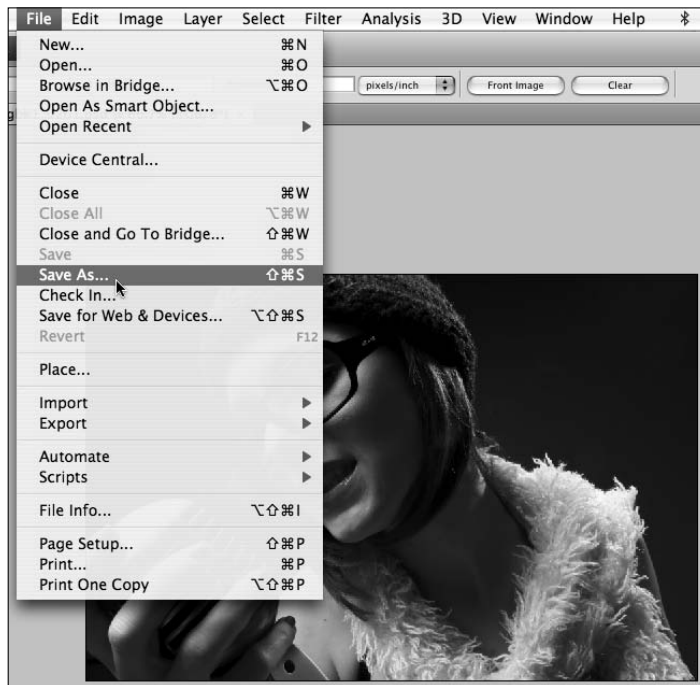 File Edit Image Layer Select Filter Analysis 3D View Window Help
pixels/inch Front Image Clear
New... ⌘N
Open... ⌘O
Browse in Bridge... ⌥⌘O
Open As Smart Object...
Open Recent ▶
Device Central...
Close ⌘W
Close All ⌥⌘W
Close and Go To Bridge... ⇧⌘W
Save ⌘S
Save As... ⇧⌘S
Check In...
Save for Web & Devices... ⌥⇧⌘S
Revert F12
Place...
Import ▶
Export ▶
Automate ▶
Scripts ▶
File Info... ⌥⇧⌘I
Page Setup... ⇧⌘P
Print... ⌘P
Print One Copy ⌥⇧⌘P